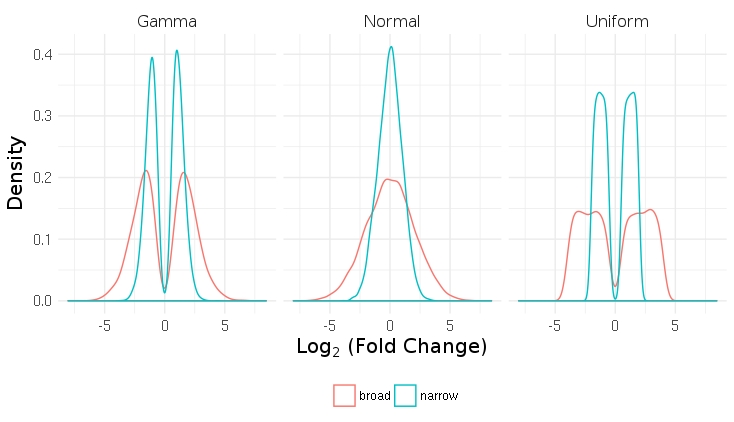 Gamma Normal Uniform
0.4
0.3
0.2
0.1
0.0
Density
-5 0 5 -5 0 5 -5 0 5
Log2 (Fold Change)
broad narrow